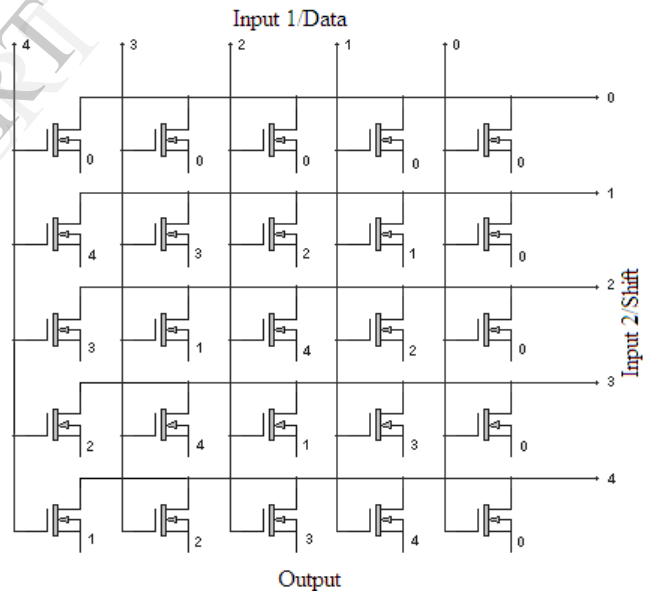 Input 1/Data
4 3 2 1 0
0
0 0 0 0 0
1
4 3 2 1 0
2
3 1 4 2 0
3
2 4 1 3 0
4
1 2 3 4 0
Input 2/Shift
Output